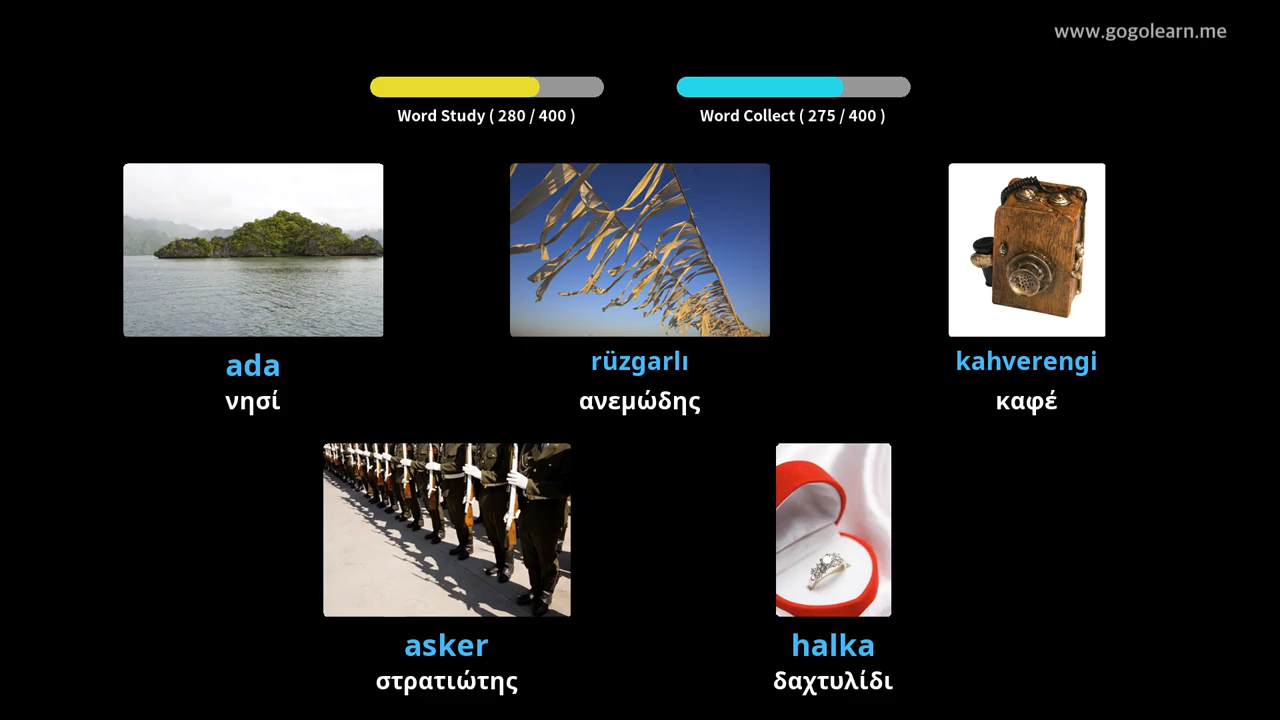 www.gogolearn.me
Word Study ( 280 / 400 )
Word Collect ( 275 / 400 )
ada
νησί
rüzgarlı
ανεμώδης
kahverengi
καφέ
asker
στρατιώτης
halka
δαχτυλίδι